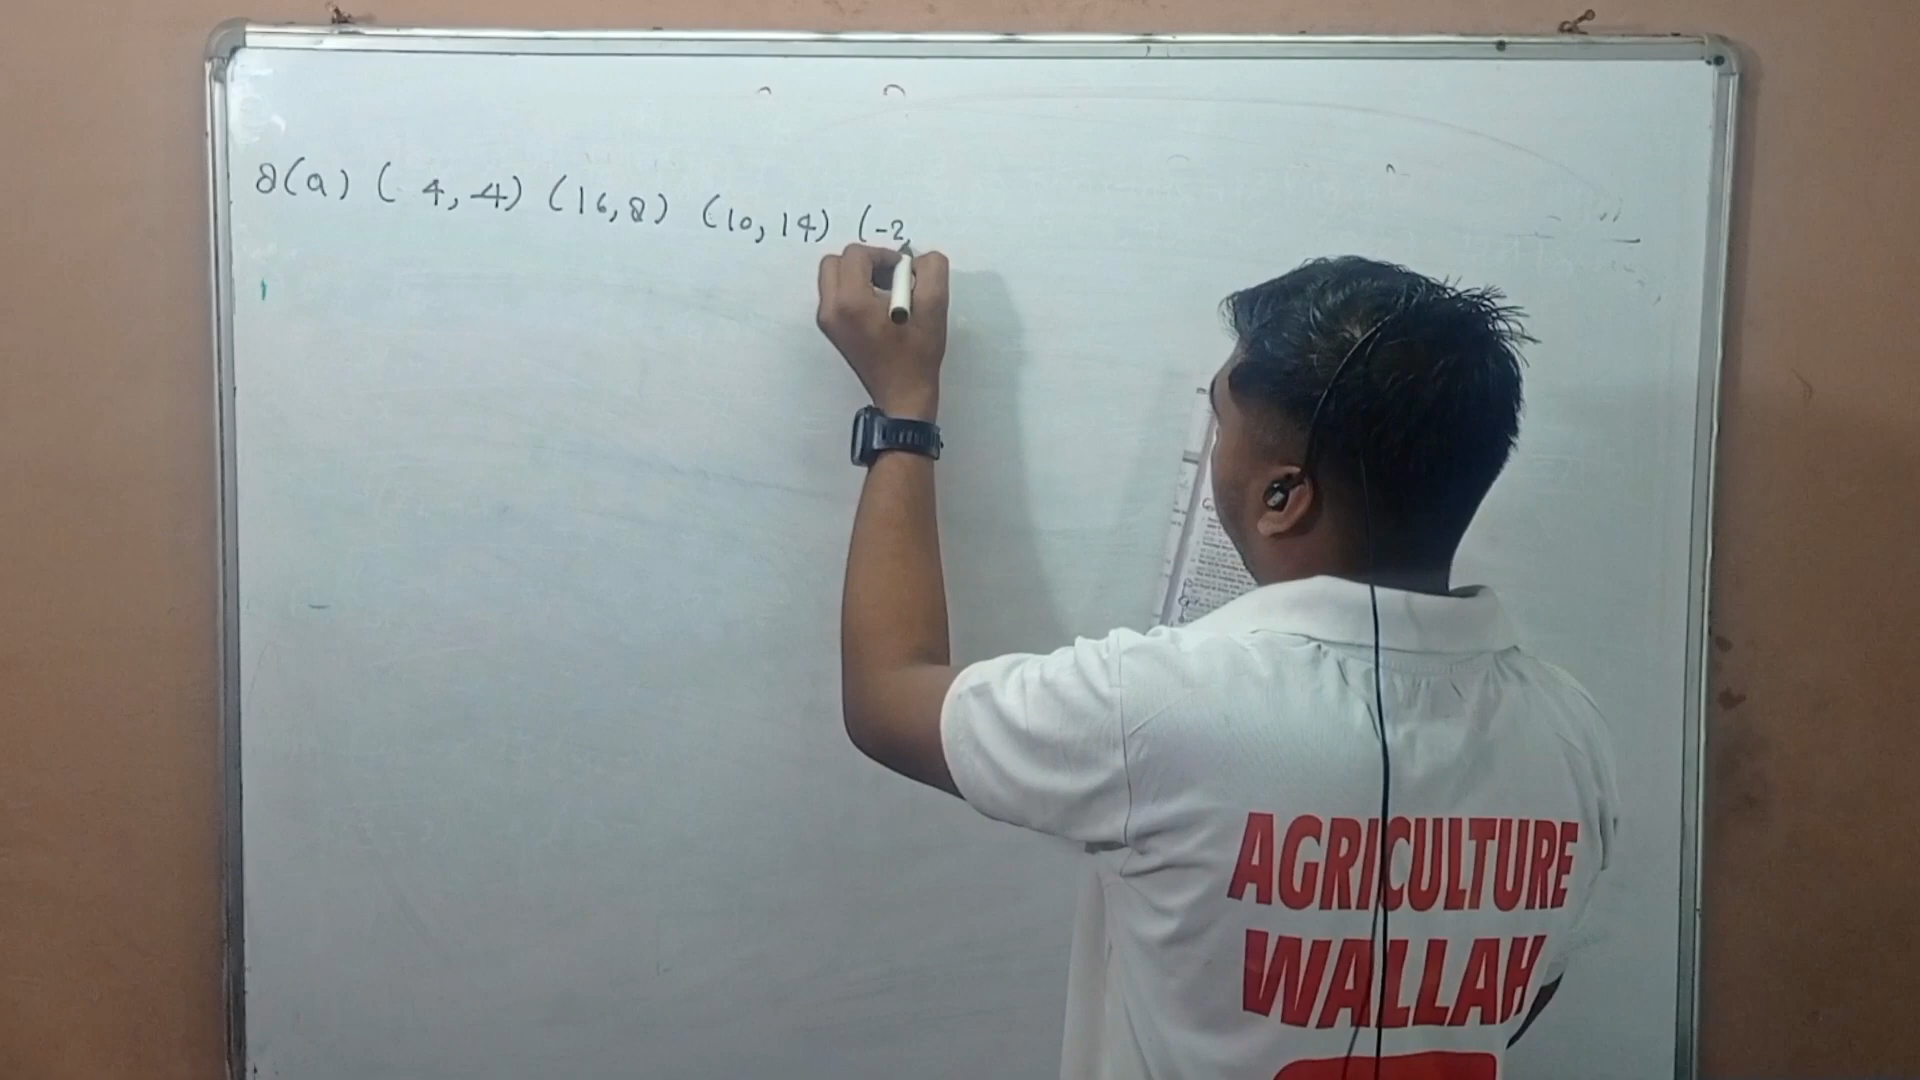 8(a) ( 4, -4) (16,8) (10, 14) (-2,
AGRICULTURE
WALLAH